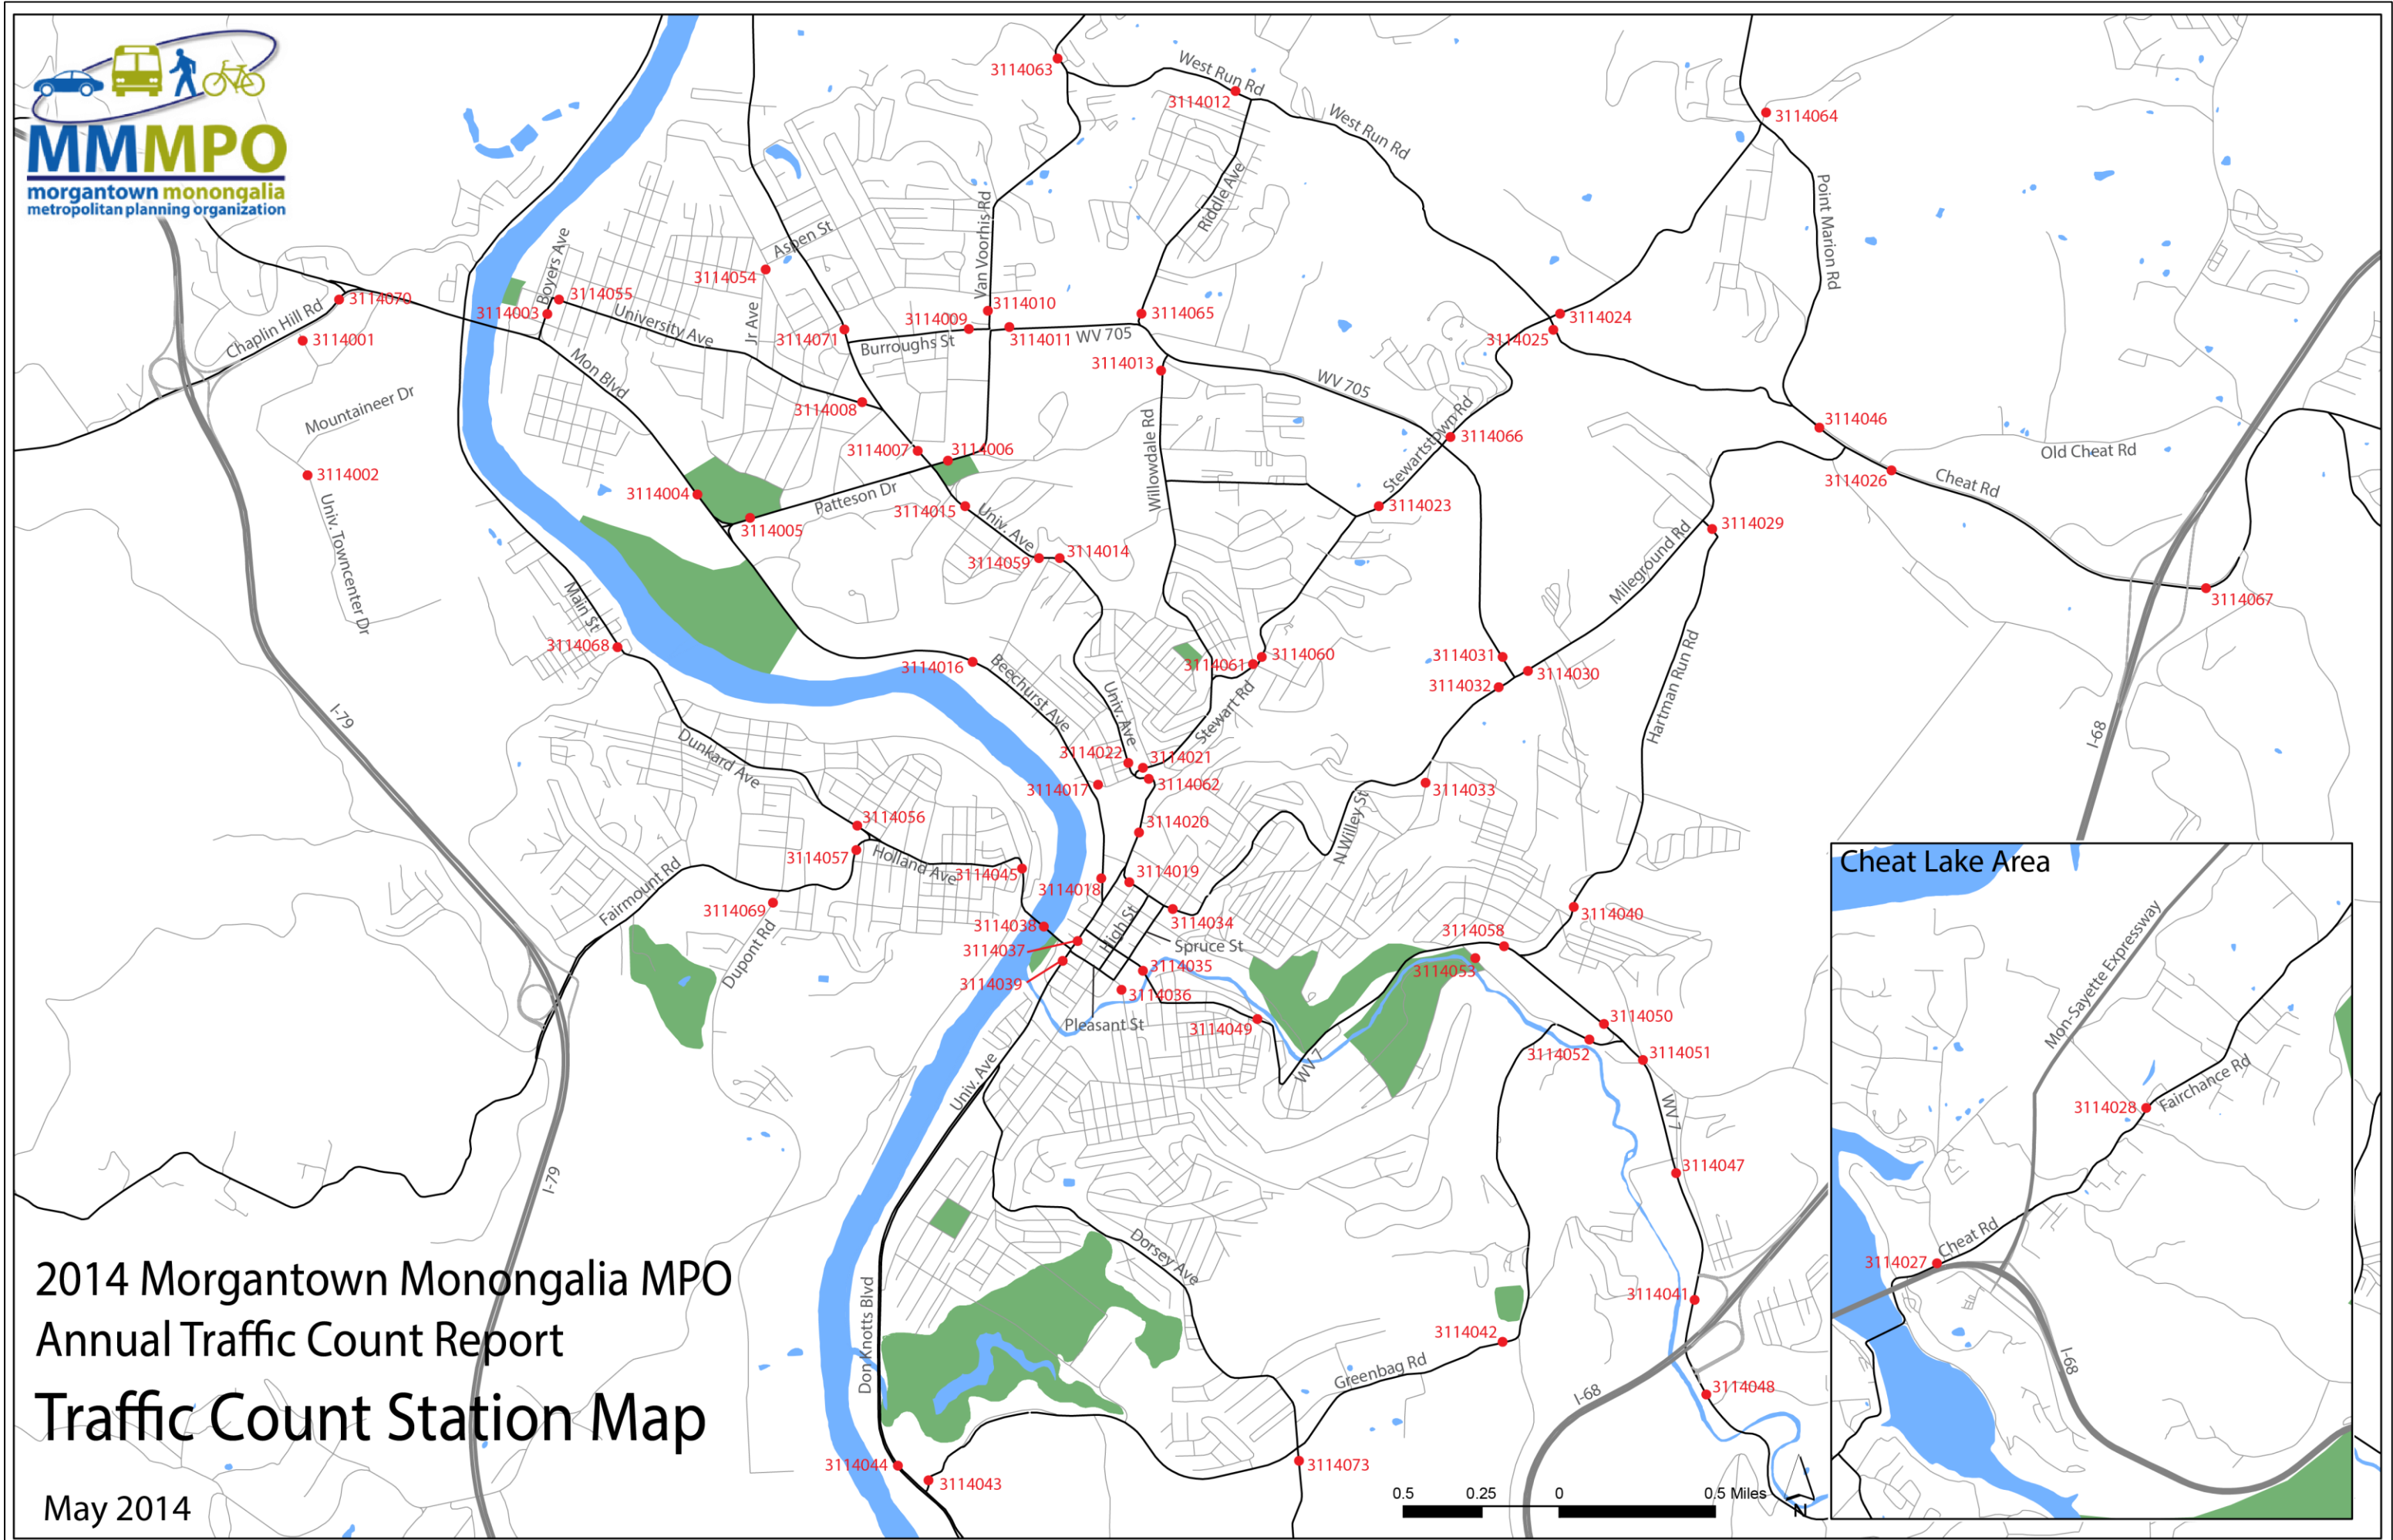 MMMPO
morgantown monongalia
metropolitan planning organization
3114063
West Run Rd
3114012
West Run Rd
3114064
Point Marion Rd
Riddle Ave
Van Voorhis Rd
Aspen St
3114054
Boyers Ave
3114055
3114003
University Ave
Jr Ave
3114070
Chaplin Hill Rd
3114001
3114071
3114009
3114010
Burroughs St
3114011
WV 705
3114065
3114013
WV 705
3114024
3114025
Mon Blvd
3114008
Mountaineer Dr
3114002
Univ. Towncenter Dr
3114007
3114006
Willowdale Rd
Stewartstown Rd
3114066
3114046
Old Cheat Rd
3114026
Cheat Rd
3114004
3114005
Patteson Dr
3114015
Univ. Ave
3114023
3114059
3114014
3114029
Mileground Rd
3114067
Main St
3114068
3114016
Beechurst Ave
3114061
3114060
3114031
3114030
3114032
Hartman Run Rd
I-79
I-68
Dunkard Ave
Univ. Ave
Stewart Rd
3114022
3114021
3114017
3114062
3114033
3114056
3114020
N Willey St
3114057
Holland Ave
3114045
3114018
3114019
Fairmount Rd
3114069
Dupont Rd
3114038
3114037
3114039
High St
3114034
Spruce St
3114035
3114036
Pleasant St
3114049
WV 7
3114058
3114053
3114040
3114050
3114052
3114051
WV 7
3114047
Univ. Ave
I-79
Dorsey Ave
3114041
3114042
Greenbag Rd
3114048
I-68
Don Knotts Blvd
3114044
3114043
3114073
Cheat Lake Area
Mon-Sayette Expressway
3114028
Fairchance Rd
3114027
Cheat Rd
I-68
2014 Morgantown Monongalia MPO
Annual Traffic Count Report
Traffic Count Station Map
May 2014
0.5 0.25 0 0.5 Miles
N